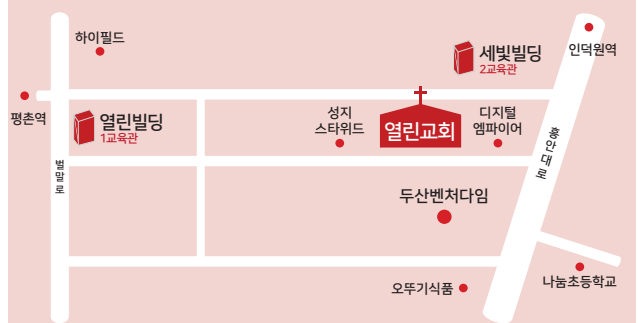 하이필드
세빛빌딩
2교육관
인덕원역
평촌역
열린빌딩
1교육관
성지
스타위드
열린교회
디지털
엠파이어
벌말로
흥안대로
두산벤처다임
오뚜기식품
나눔초등학교